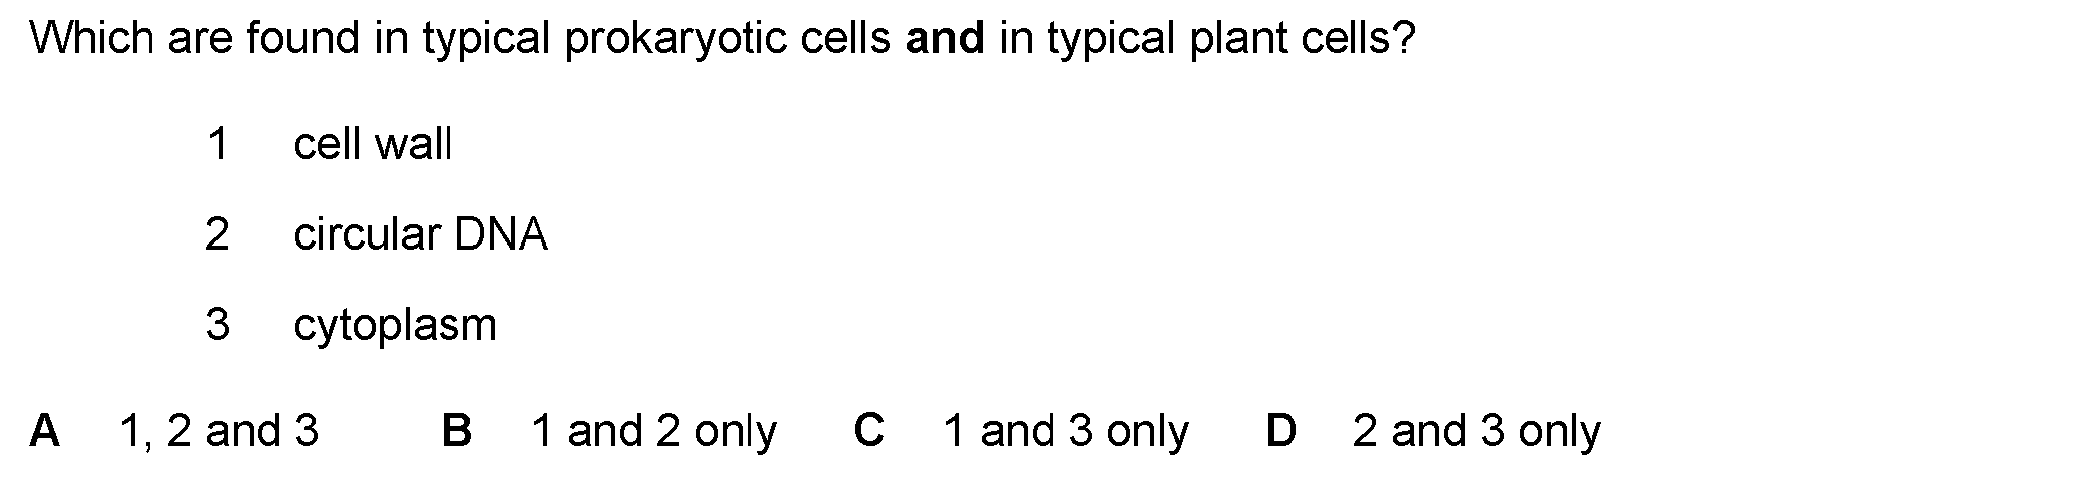 Which are found in typical prokaryotic cells and in typical plant cells?
1 cell wall
2 circular DNA
3 cytoplasm
A 1, 2 and 3 B 1 and 2 only C 1 and 3 only D 2 and 3 only